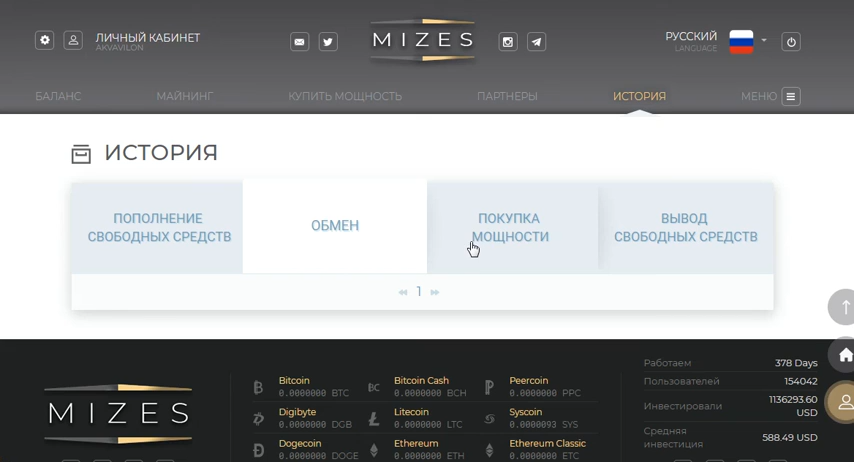 ЛИЧНЫЙ КАБИНЕТ
AKVAVILON
MIZES
РУССКИЙ
LANGUAGE
БАЛАНС МАЙНИНГ КУПИТЬ МОЩНОСТЬ ПАРТНЕРЫ ИСТОРИЯ МЕНЮ
ИСТОРИЯ
ПОПОЛНЕНИЕ
СВОБОДНЫХ СРЕДСТВ
ОБМЕН
ПОКУПКА
МОЩНОСТИ
ВЫВОД
СВОБОДНЫХ СРЕДСТВ
1
MIZES
Bitcoin
0.0000000 BTC
Bitcoin Cash
0.0000000 BCH
Peercoin
0.0000000 PPC
Digibyte
0.0000000 DGB
Litecoin
0.0000000 LTC
Syscoin
0.0000093 SYS
Dogecoin
0.0000000 DOGE
Ethereum
0.0000000 ETH
Ethereum Classic
0.0000000 ETC
Работаем 378 Days
Пользователей 154042
Инвестировали 1136293.60
USD
Средняя
инвестиция 588.49 USD